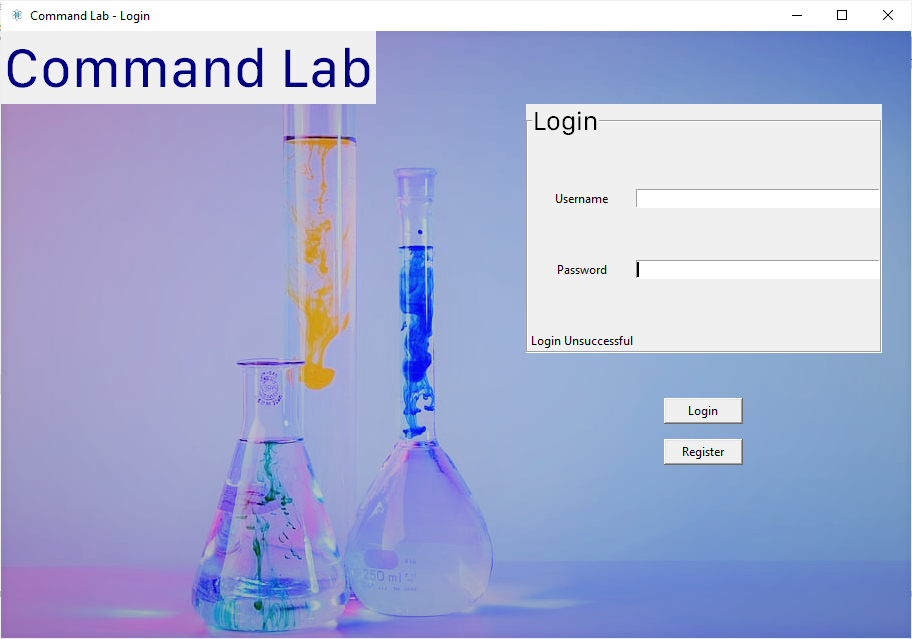 Command Lab - Login
Command Lab
Login
Username
Password
Login Unsuccessful
Login
Register
250 ml